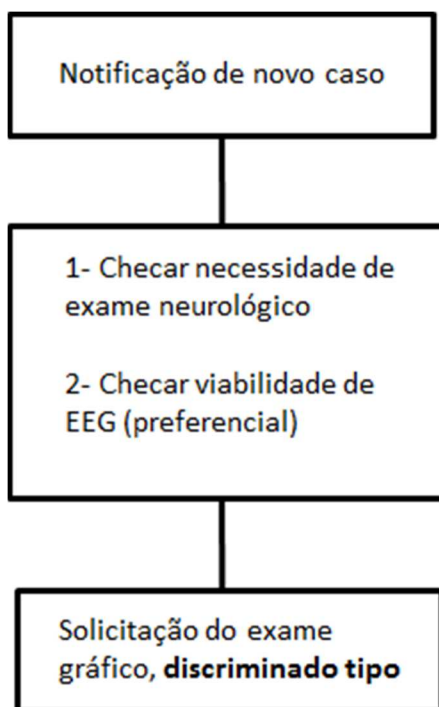 Notificação de novo caso
1- Checar necessidade de
exame neurológico
2- Checar viabilidade de
EEG (preferencial)
Solicitação do exame
gráfico, discriminado tipo